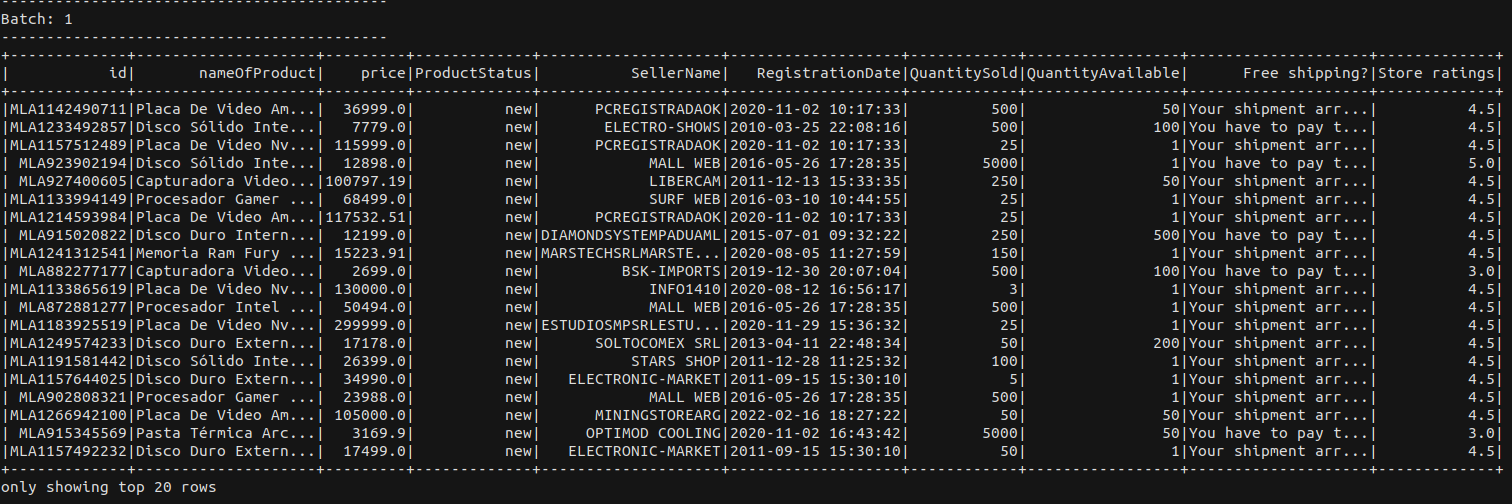 -------------------------------------------
Batch: 1
-------------------------------------------
+-------------+--------------------+---------+-------------+--------------------+-------------------+------------+-----------------+--------------------+-------------+
|           id|       nameOfProduct|    price|ProductStatus|          SellerName|   RegistrationDate|QuantitySold|QuantityAvailable|      Free shipping?|Store ratings|
+-------------+--------------------+---------+-------------+--------------------+-------------------+------------+-----------------+--------------------+-------------+
|MLA1142490711|Placa De Video Am...|  36999.0|          new|      PCREGISTRADAOK|2020-11-02 10:17:33|         500|               50|Your shipment arr...|          4.5|
|MLA1233492857|Disco Sólido Inte...|   7779.0|          new|       ELECTRO-SHOWS|2010-03-25 22:08:16|         500|              100|You have to pay t...|          4.5|
|MLA1157512489|Placa De Video Nv...| 115999.0|          new|      PCREGISTRADAOK|2020-11-02 10:17:33|          25|                1|Your shipment arr...|          4.5|
| MLA923902194|Disco Sólido Inte...|  12898.0|          new|            MALL WEB|2016-05-26 17:28:35|        5000|                1|You have to pay t...|          5.0|
| MLA927400605|Capturadora Video...|100797.19|          new|            LIBERCAM|2011-12-13 15:33:35|         250|               50|Your shipment arr...|          4.5|
|MLA1133994149|Procesador Gamer ...|  68499.0|          new|            SURF WEB|2016-03-10 10:44:55|          25|                1|Your shipment arr...|          4.5|
|MLA1214593984|Placa De Video Am...|117532.51|          new|      PCREGISTRADAOK|2020-11-02 10:17:33|          25|                1|Your shipment arr...|          4.5|
| MLA915020822|Disco Duro Intern...|  12199.0|          new|DIAMONDSYSTEMPADUAML|2015-07-01 09:32:22|         250|              500|You have to pay t...|          4.5|
|MLA1241312541|Memoria Ram Fury ...| 15223.91|          new|MARSTECHSRLMARSTE...|2020-08-05 11:27:59|         150|                1|Your shipment arr...|          4.5|
| MLA882277177|Capturadora Video...|   2699.0|          new|         BSK-IMPORTS|2019-12-30 20:07:04|         500|              100|You have to pay t...|          3.0|
|MLA1133865619|Placa De Video Nv...| 130000.0|          new|            INFO1410|2020-08-12 16:56:17|           3|                1|Your shipment arr...|          4.5|
| MLA872881277|Procesador Intel ...|  50494.0|          new|            MALL WEB|2016-05-26 17:28:35|         500|                1|Your shipment arr...|          4.5|
|MLA1183925519|Placa De Video Nv...| 299999.0|          new|ESTUDIOSMPSRLESTU...|2020-11-29 15:36:32|          25|                1|Your shipment arr...|          4.5|
|MLA1249574233|Disco Duro Extern...|  17178.0|          new|       SOLTOCOMEX SRL|2013-04-11 22:48:34|          50|              200|Your shipment arr...|          4.5|
|MLA1191581442|Disco Sólido Inte...|  26399.0|          new|          STARS SHOP|2011-12-28 11:25:32|         100|                1|Your shipment arr...|          4.5|
|MLA1157644025|Disco Duro Extern...|  34990.0|          new|   ELECTRONIC-MARKET|2011-09-15 15:30:10|           5|                1|Your shipment arr...|          4.5|
| MLA902808321|Procesador Gamer ...|  23988.0|          new|            MALL WEB|2016-05-26 17:28:35|         500|                1|Your shipment arr...|          4.5|
|MLA1266942100|Placa De Video Am...| 105000.0|          new|      MININGSTOREARG|2022-02-16 18:27:22|          50|               50|Your shipment arr...|          4.5|
| MLA915345569|Pasta Térmica Arc...|   3169.9|          new|     OPTIMOD COOLING|2020-11-02 16:43:42|        5000|               50|You have to pay t...|          3.0|
|MLA1157492232|Disco Duro Extern...|  17499.0|          new|   ELECTRONIC-MARKET|2011-09-15 15:30:10|          50|                1|Your shipment arr...|          4.5|
+-------------+--------------------+---------+-------------+--------------------+-------------------+------------+-----------------+--------------------+-------------+
only showing top 20 rows